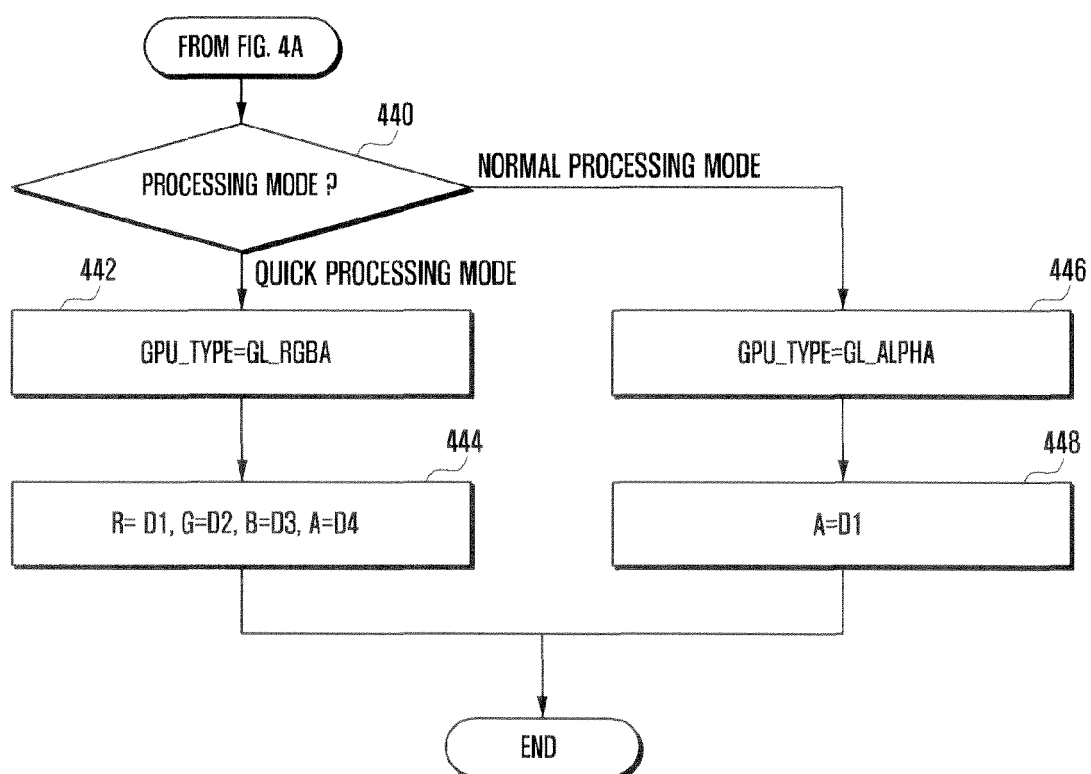 FROM FIG. 4A
440
PROCESSING MODE ?
NORMAL PROCESSING MODE
QUICK PROCESSING MODE
442
446
GPU_TYPE=GL_RGBA
GPU_TYPE=GL_ALPHA
444
448
R= D1, G=D2, B=D3, A=D4
A=D1
END